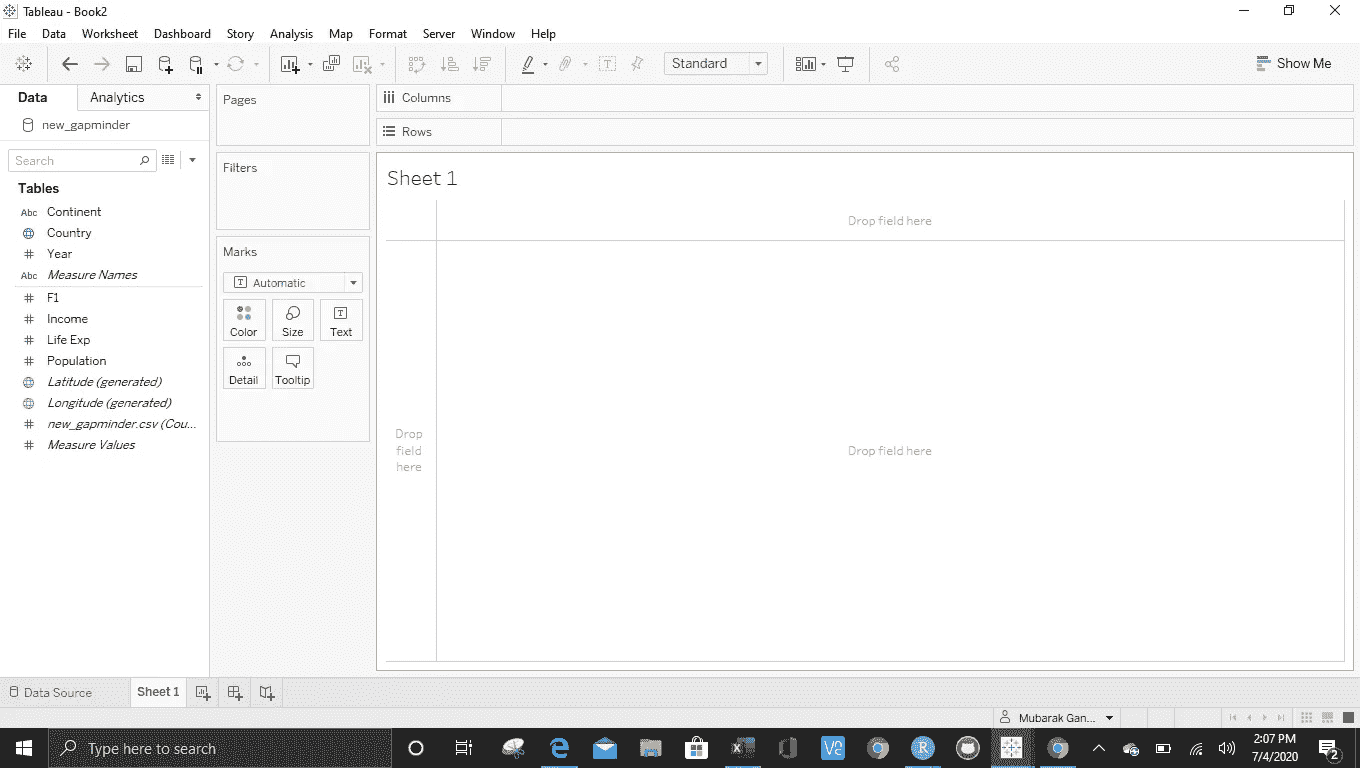 Tableau - Book2
File Data Worksheet Dashboard Story Analysis Map Format Server Window Help
Standard
Show Me
Data Analytics
new_gapminder
Search
Tables
Abc Continent
Country
# Year
Abc Measure Names
# F1
# Income
# Life Exp
# Population
Latitude (generated)
Longitude (generated)
# new_gapminder.csv (Cou...
# Measure Values
Pages
Filters
Marks
T Automatic
Color Size T Text
Detail Tooltip
Columns
Rows
Sheet 1
Drop field here
Drop
field
here
Drop field here
Data Source Sheet 1
Mubarak Gan...
Type here to search
2:07 PM
7/4/2020
2